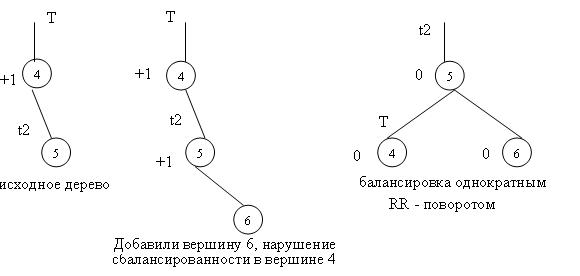 T
+1
4
t2
5
исходное дерево
T
+1
4
t2
+1
5
6
Добавили вершину 6, нарушение
сбалансированности в вершине 4
t2
0
5
T
0
4
0
6
балансировка однократным
RR - поворотом